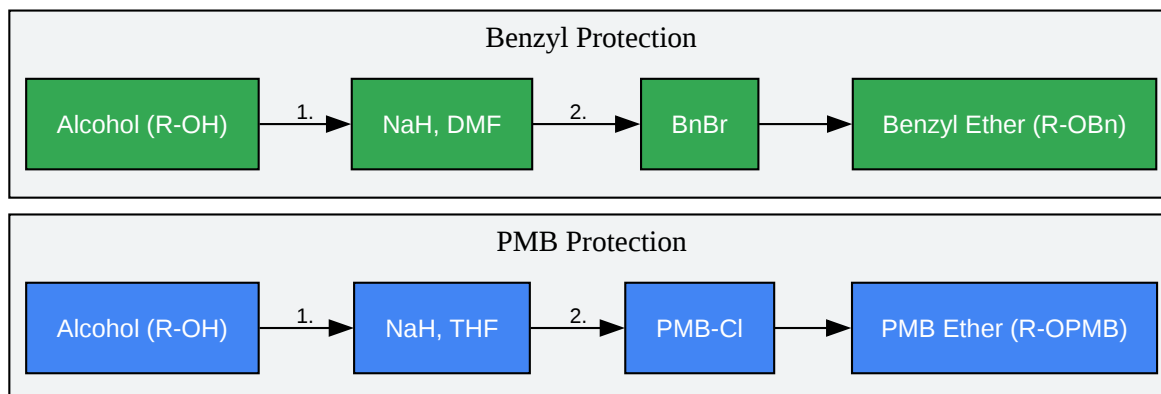 Benzyl Protection
Alcohol (R-OH)
1.
NaH, DMF
2.
BnBr
Benzyl Ether (R-OBn)
PMB Protection
Alcohol (R-OH)
1.
NaH, THF
2.
PMB-Cl
PMB Ether (R-OPMB)